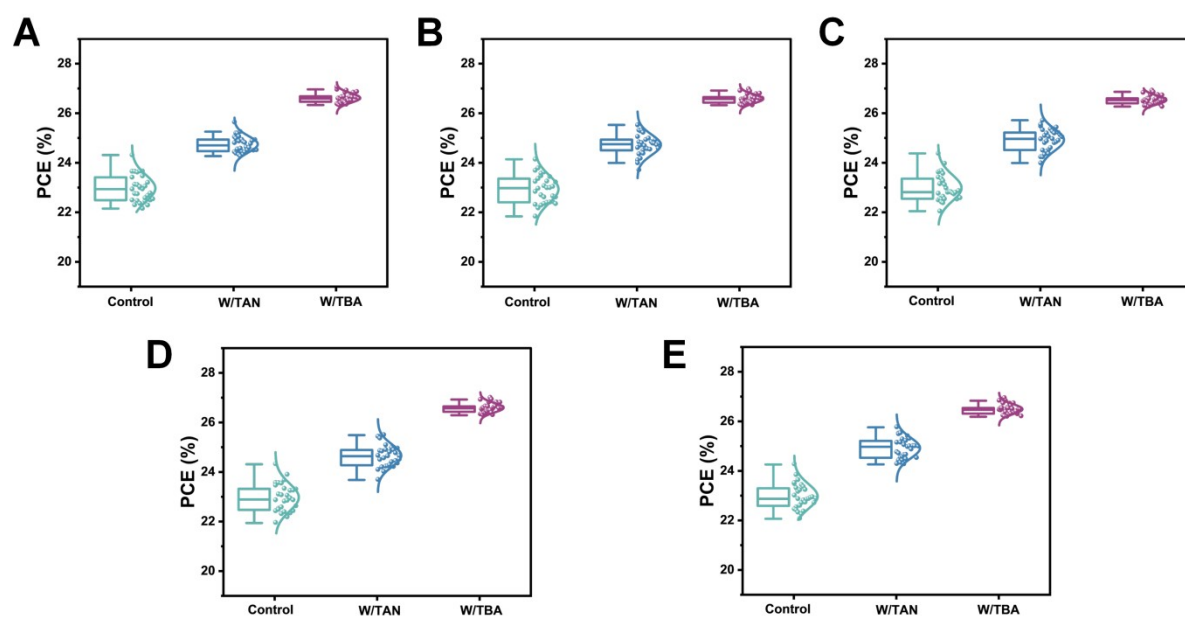 A
PCE (%)
28
26
24
22
20
Control
W/TAN
W/TBA
B
PCE (%)
28
26
24
22
20
Control
W/TAN
W/TBA
C
PCE (%)
28
26
24
22
20
Control
W/TAN
W/TBA
D
PCE (%)
28
26
24
22
20
Control
W/TAN
W/TBA
E
PCE (%)
28
26
24
22
20
Control
W/TAN
W/TBA